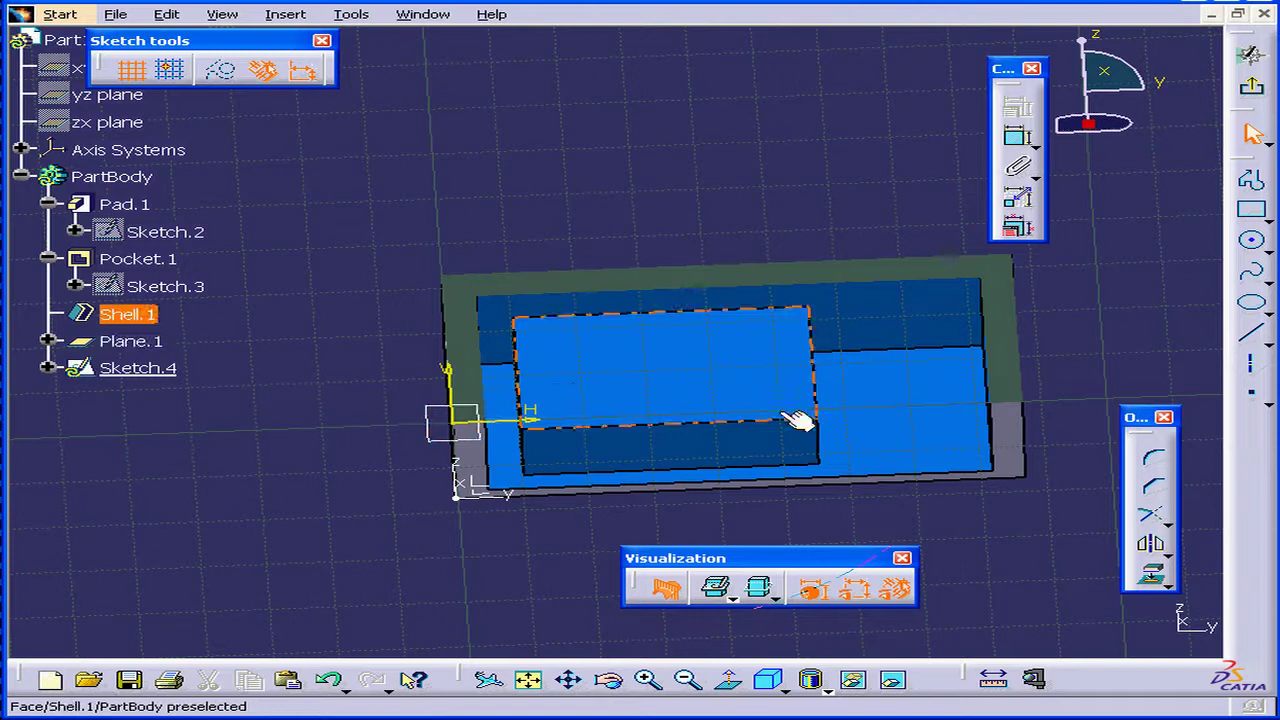 Start File Edit View Insert Tools Window Help
Part.
Sketch tools
yz plane
zx plane
Axis Systems
PartBody
Pad.1
Sketch.2
Pocket.1
Sketch.3
Shell.1
Plane.1
Sketch.4
z
x
y
C...
V
H
z
x
y
O...
Visualization
z
x
y
DS CATIA
Face/Shell.1/PartBody preselected